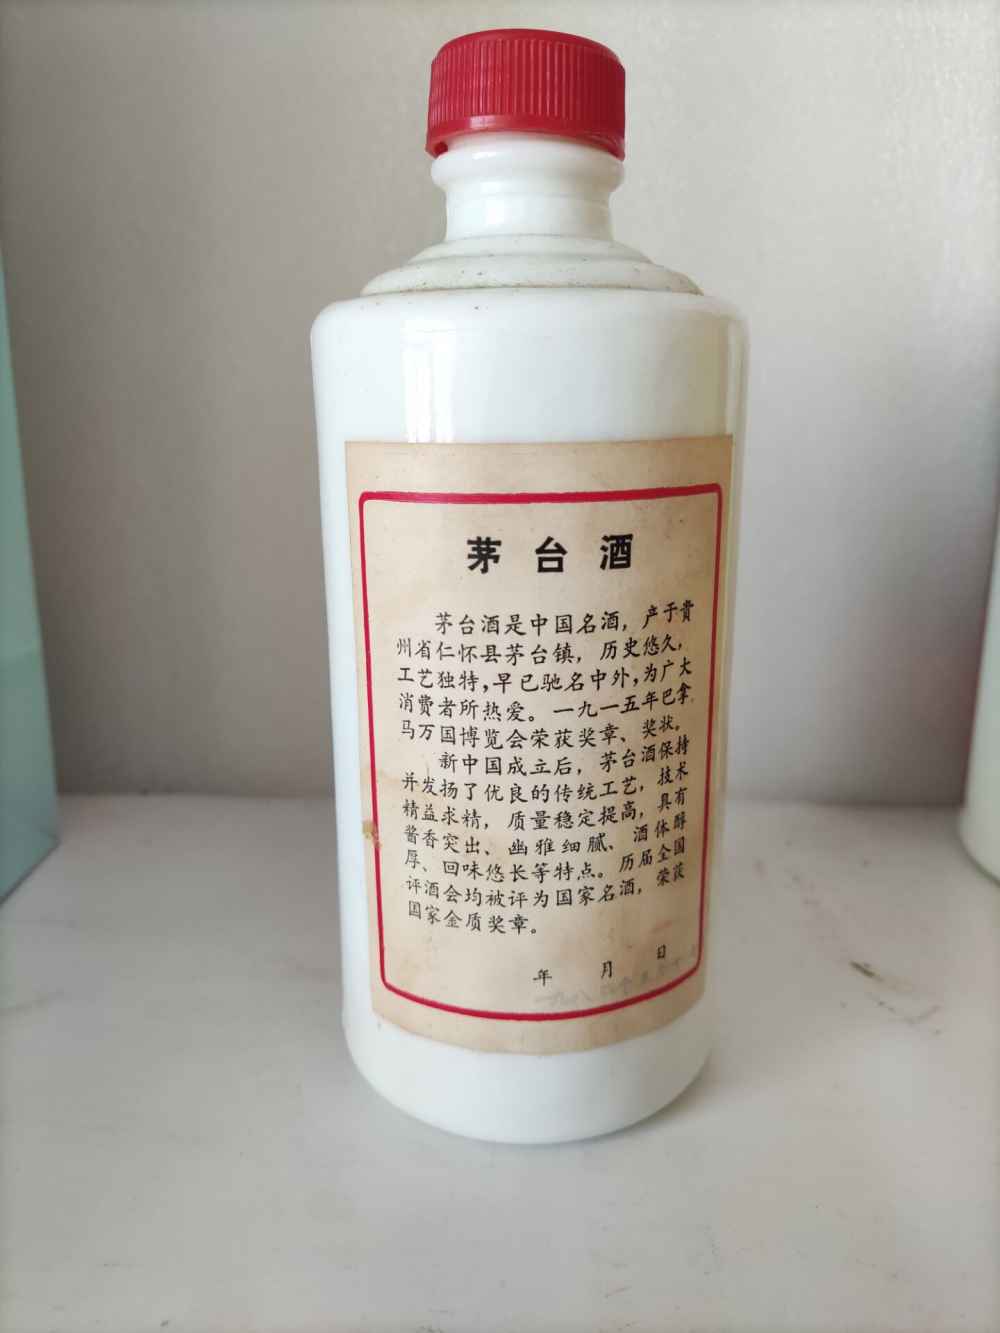 茅台酒
茅台酒是中国名酒，产于贵
州省仁怀县茅台镇，历史悠久，
工艺独特，早已驰名中外，为广大
消费者所热爱。一九一五年巴拿
马万国博览会荣获奖章、奖状。
新中国成立后，茅台酒保持
并发扬了优良的传统工艺，技术
精益求精，质量稳定提高，具有
酱香突出、幽雅细腻、酒体醇
厚、回味悠长等特点。历届全国
评酒会均被评为国家名酒，荣获
国家金质奖章。
年 月 日